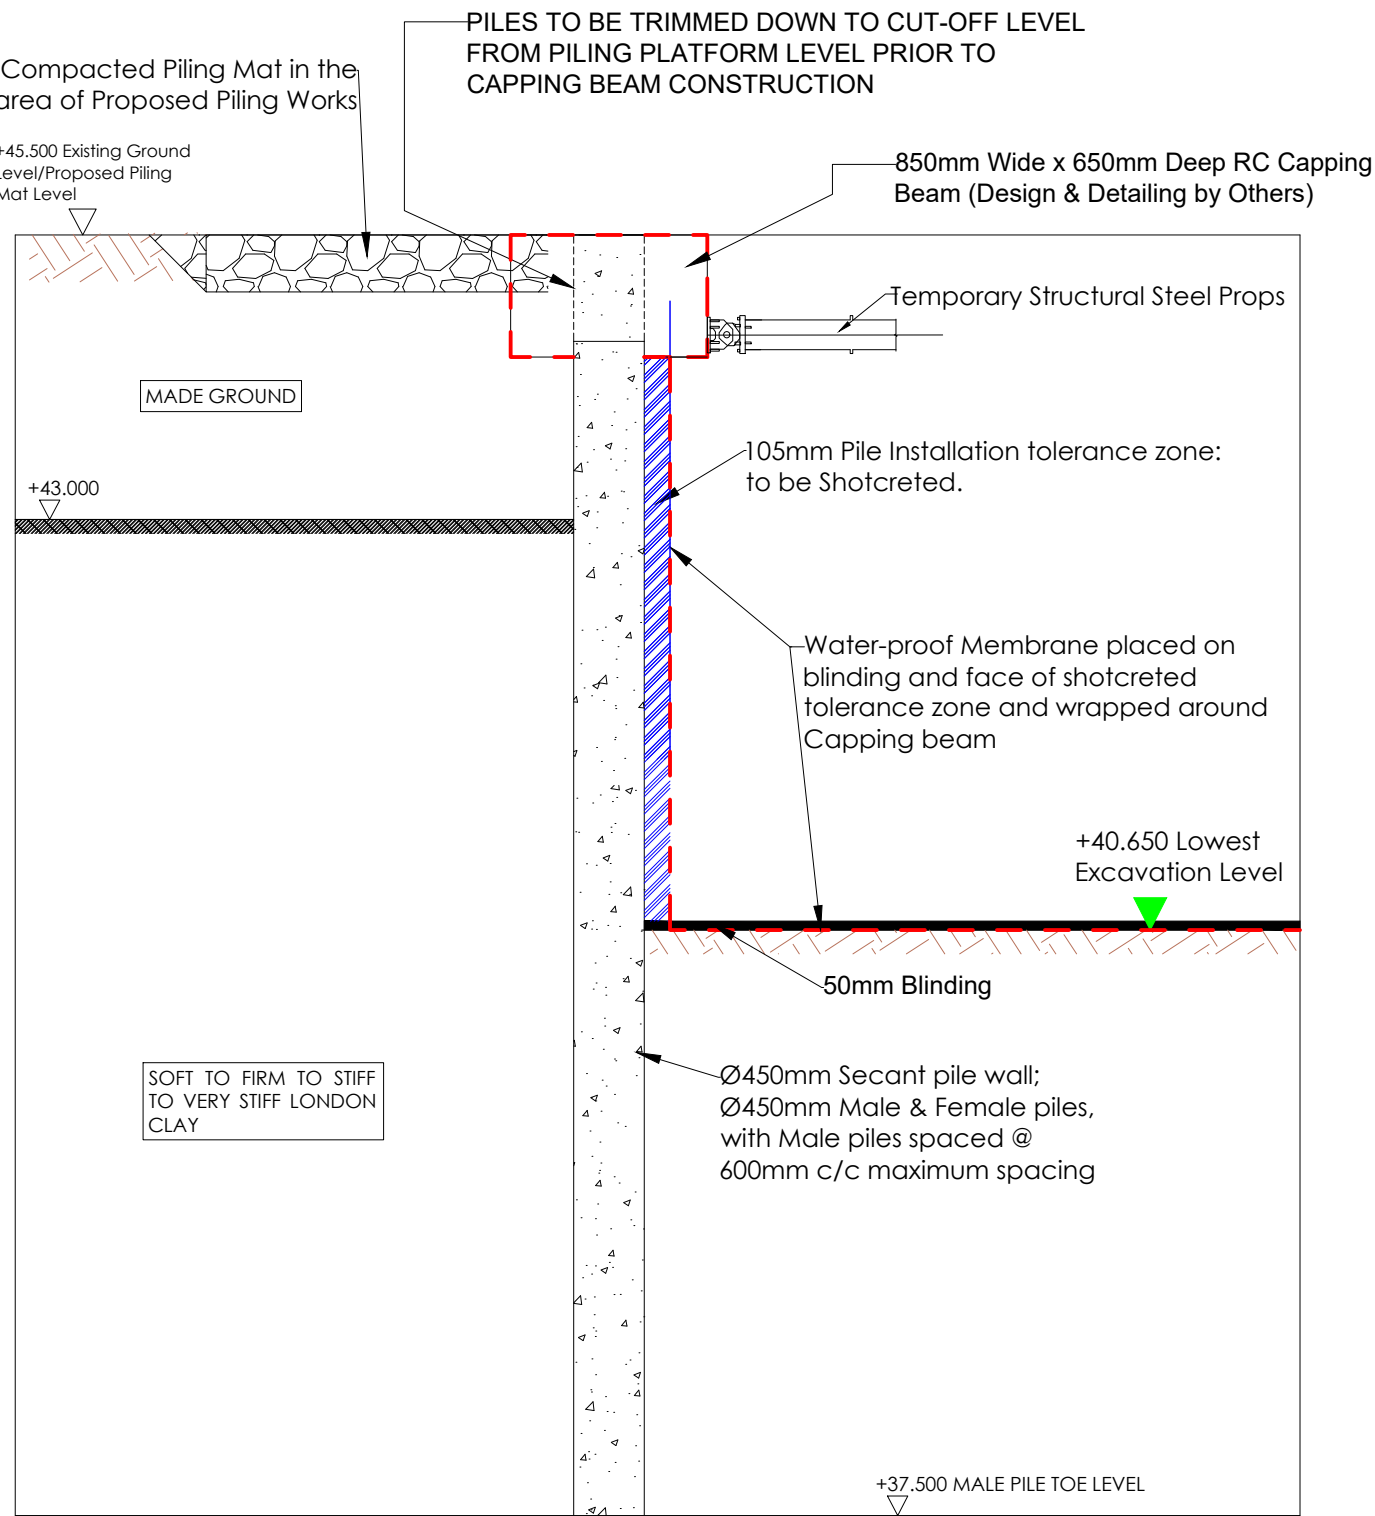 PILES TO BE TRIMMED DOWN TO CUT-OFF LEVEL
FROM PILING PLATFORM LEVEL PRIOR TO
CAPPING BEAM CONSTRUCTION
Compacted Piling Mat in the
area of Proposed Piling Works
+45.500 Existing Ground
Level/Proposed Piling
Mat Level
850mm Wide x 650mm Deep RC Capping
Beam (Design & Detailing by Others)
Temporary Structural Steel Props
MADE GROUND
105mm Pile Installation tolerance zone:
to be Shotcreted.
+43.000
Water-proof Membrane placed on
blinding and face of shotcreted
tolerance zone and wrapped around
Capping beam
+40.650 Lowest
Excavation Level
50mm Blinding
SOFT TO FIRM TO STIFF
TO VERY STIFF LONDON
CLAY
Ø450mm Secant pile wall;
Ø450mm Male & Female piles,
with Male piles spaced @
600mm c/c maximum spacing
+37.500 MALE PILE TOE LEVEL